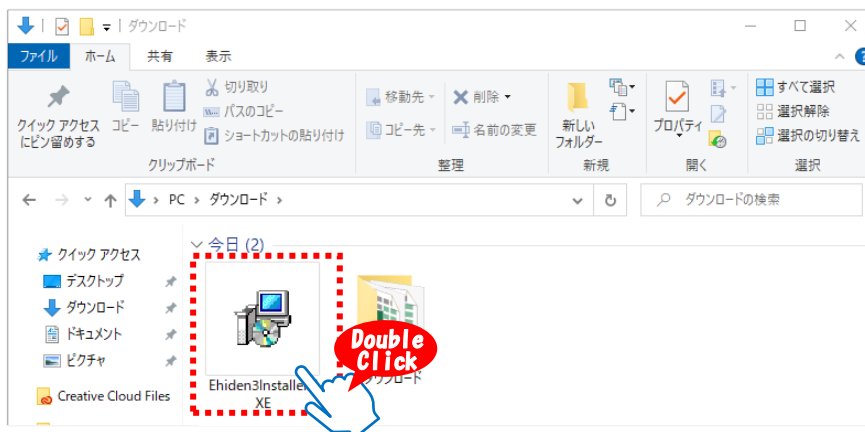 ダウンロード
ファイル ホーム 共有 表示
クイック アクセス
にピン留めする
コピー
貼り付け
切り取り
パスのコピー
ショートカットの貼り付け
クリップボード
移動先
コピー先
削除
名前の変更
整理
新しい
フォルダー
新規
プロパティ
開く
すべて選択
選択解除
選択の切り替え
選択
PC › ダウンロード ›
ダウンロードの検索
クイック アクセス
デスクトップ
ダウンロード
ドキュメント
ピクチャ
Creative Cloud Files
今日 (2)
Double
Click
ダウンロード